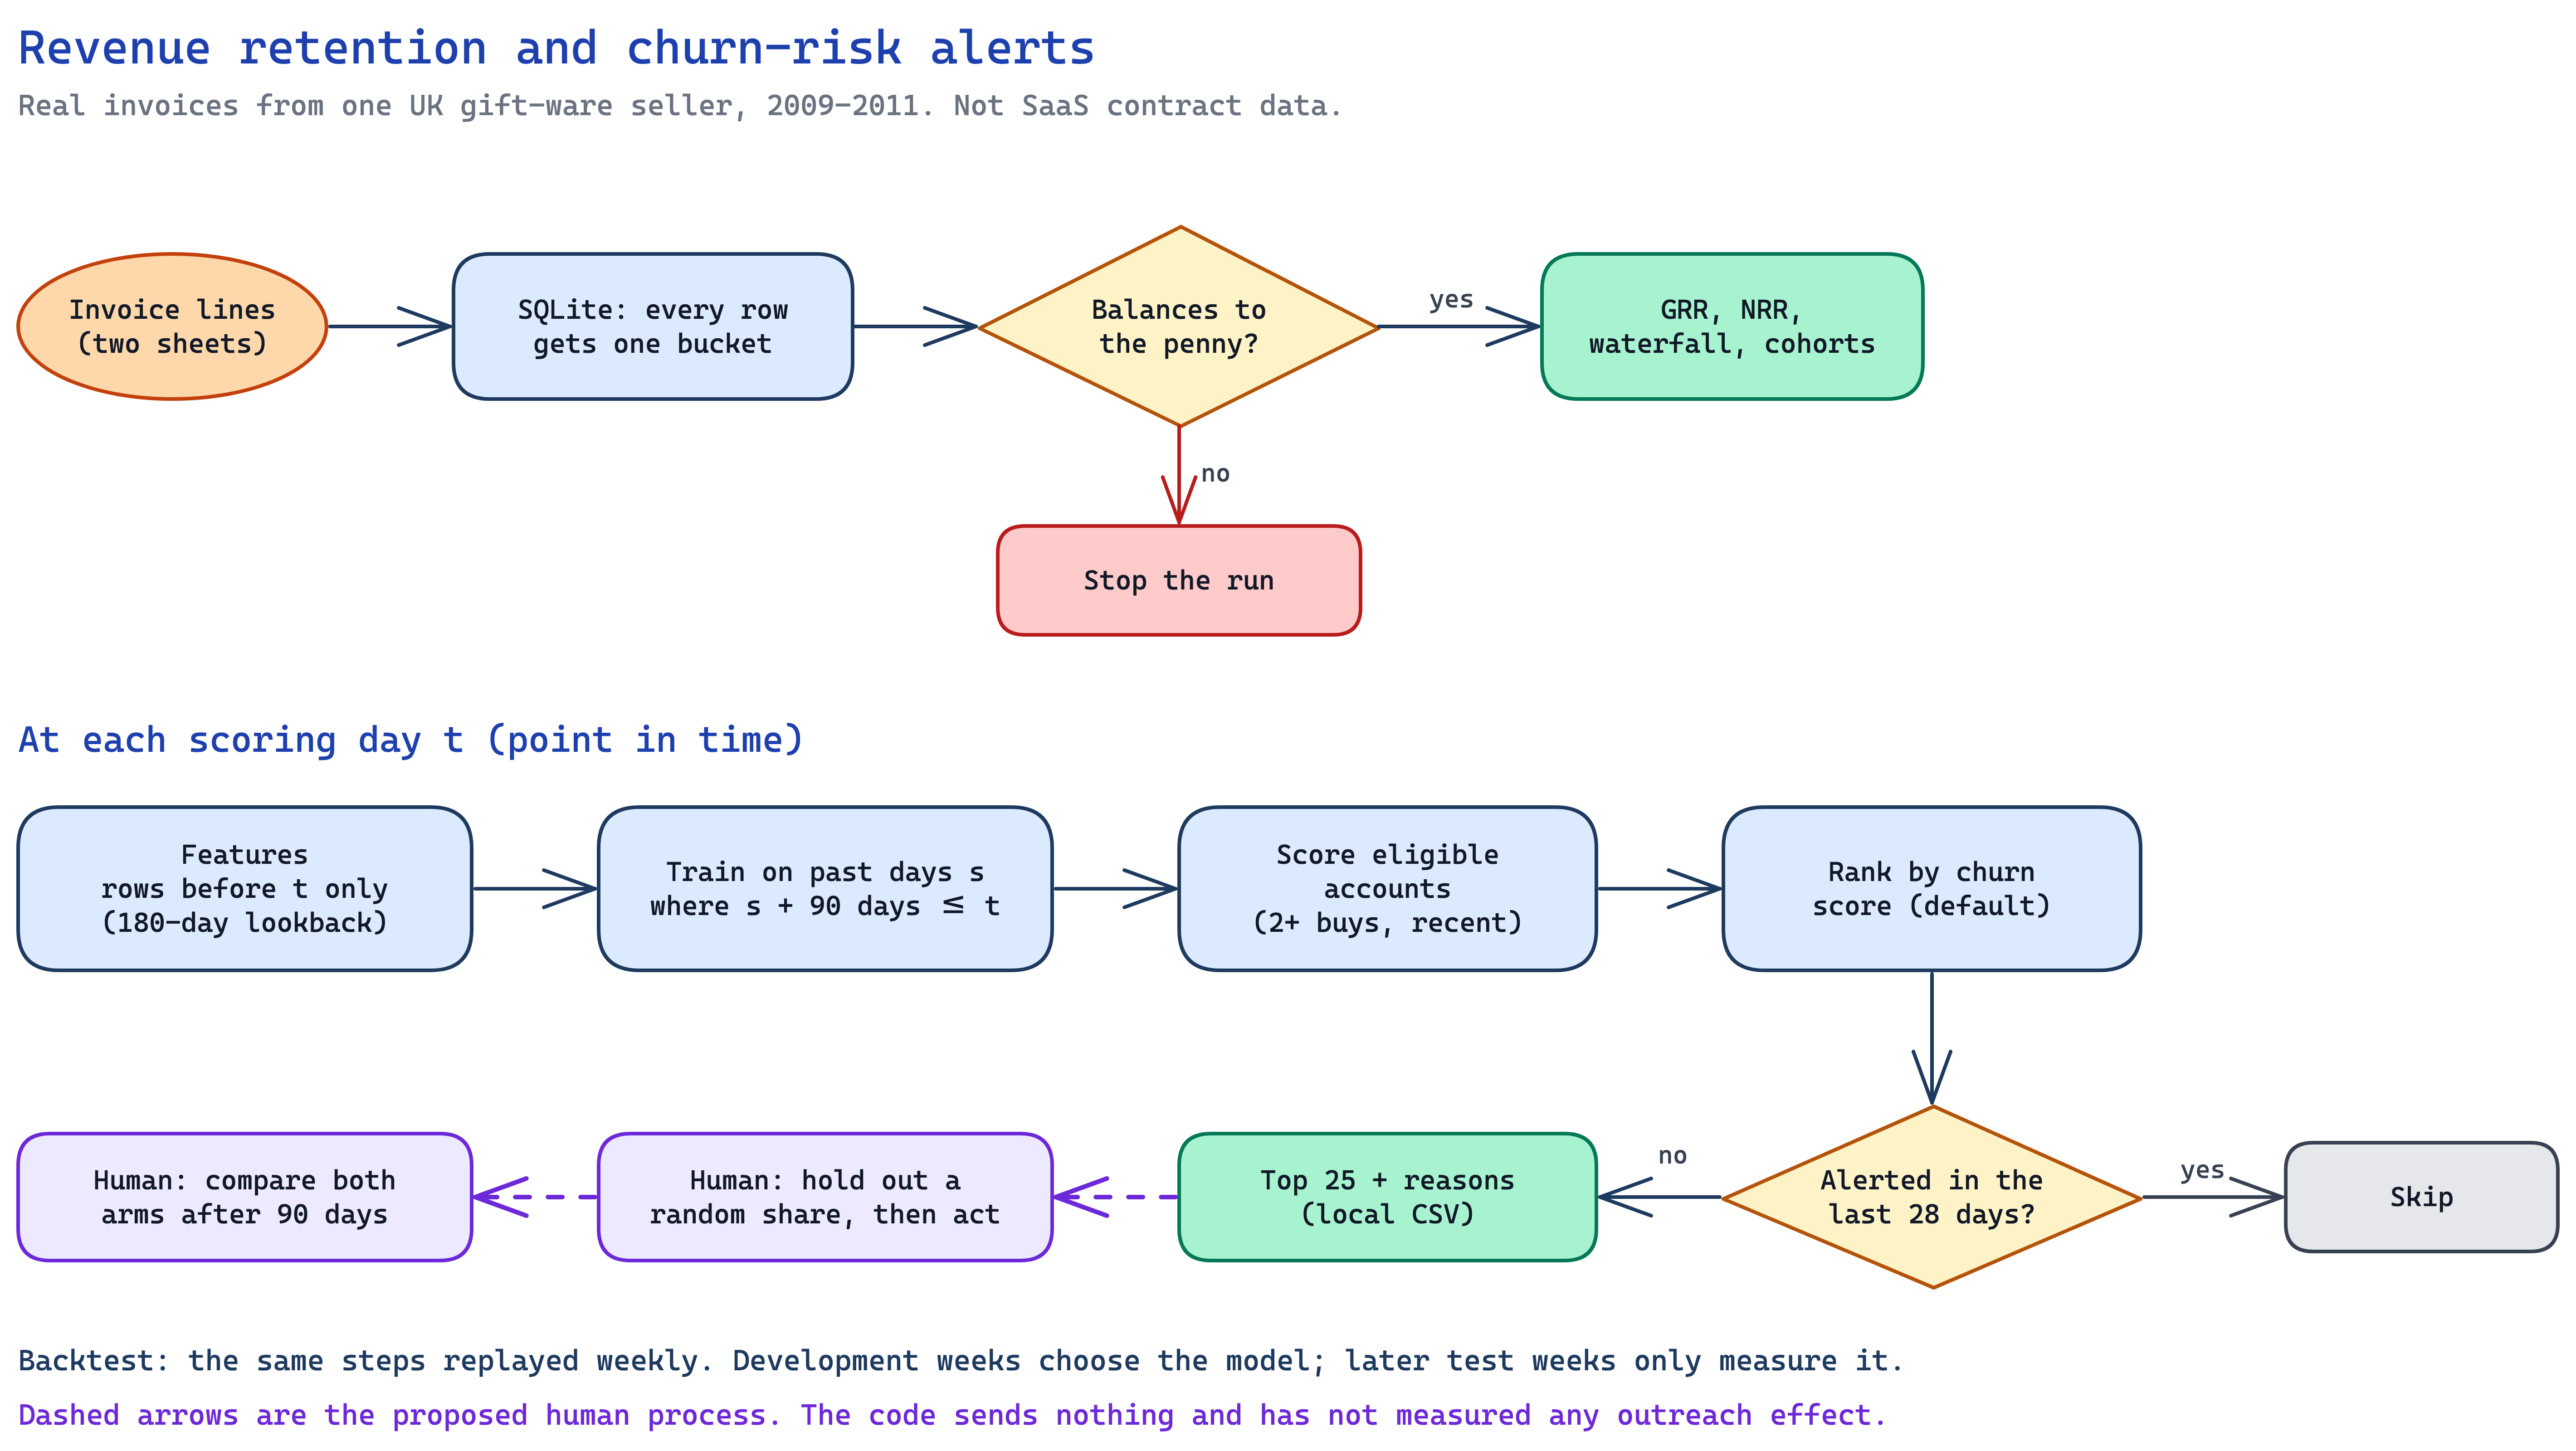 Revenue retention and churn-risk alerts
Real invoices from one UK gift-ware seller, 2009-2011. Not SaaS contract data.
Invoice lines
(two sheets)
SQLite: every row
gets one bucket
Balances to
the penny?
yes
GRR, NRR,
waterfall, cohorts
no
Stop the run
At each scoring day t (point in time)
Features
rows before t only
(180-day lookback)
Train on past days s
where s + 90 days ≤ t
Score eligible
accounts
(2+ buys, recent)
Rank by churn
score (default)
Alerted in the
last 28 days?
yes
Skip
no
Top 25 + reasons
(local CSV)
Human: hold out a
random share, then act
Human: compare both
arms after 90 days
Backtest: the same steps replayed weekly. Development weeks choose the model; later test weeks only measure it.
Dashed arrows are the proposed human process. The code sends nothing and has not measured any outreach effect.